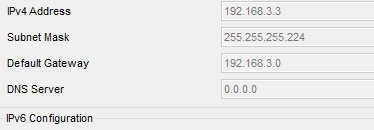 IPv4 Address 192.168.3.3
Subnet Mask 255.255.255.224
Default Gateway 192.168.3.0
DNS Server 0.0.0.0
IPv6 Configuration